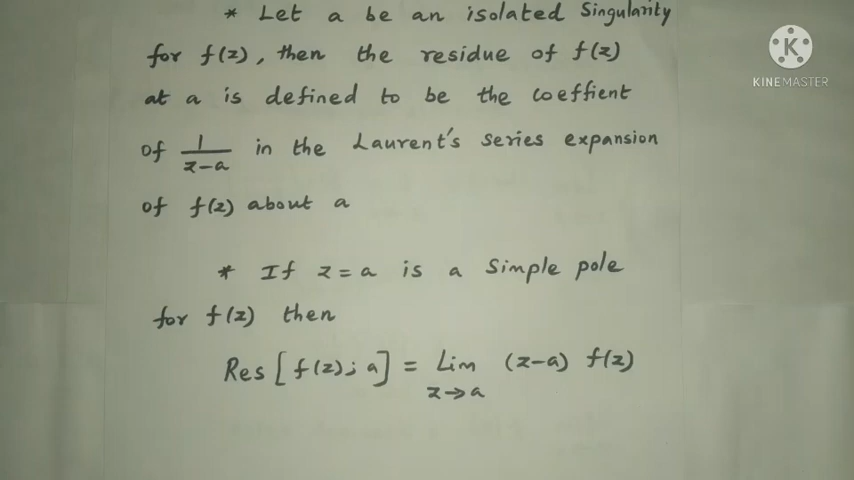 * Let a be an isolated Singularity
for f(z), then the residue of f(z)
at a is defined to be the coeffient
of 1/(z-a) in the Laurent's series expansion
of f(z) about a
* If z = a is a Simple pole
for f(z) then
Res [f(z); a] = Lim (z-a) f(z)
z→a
K
KINEMASTER